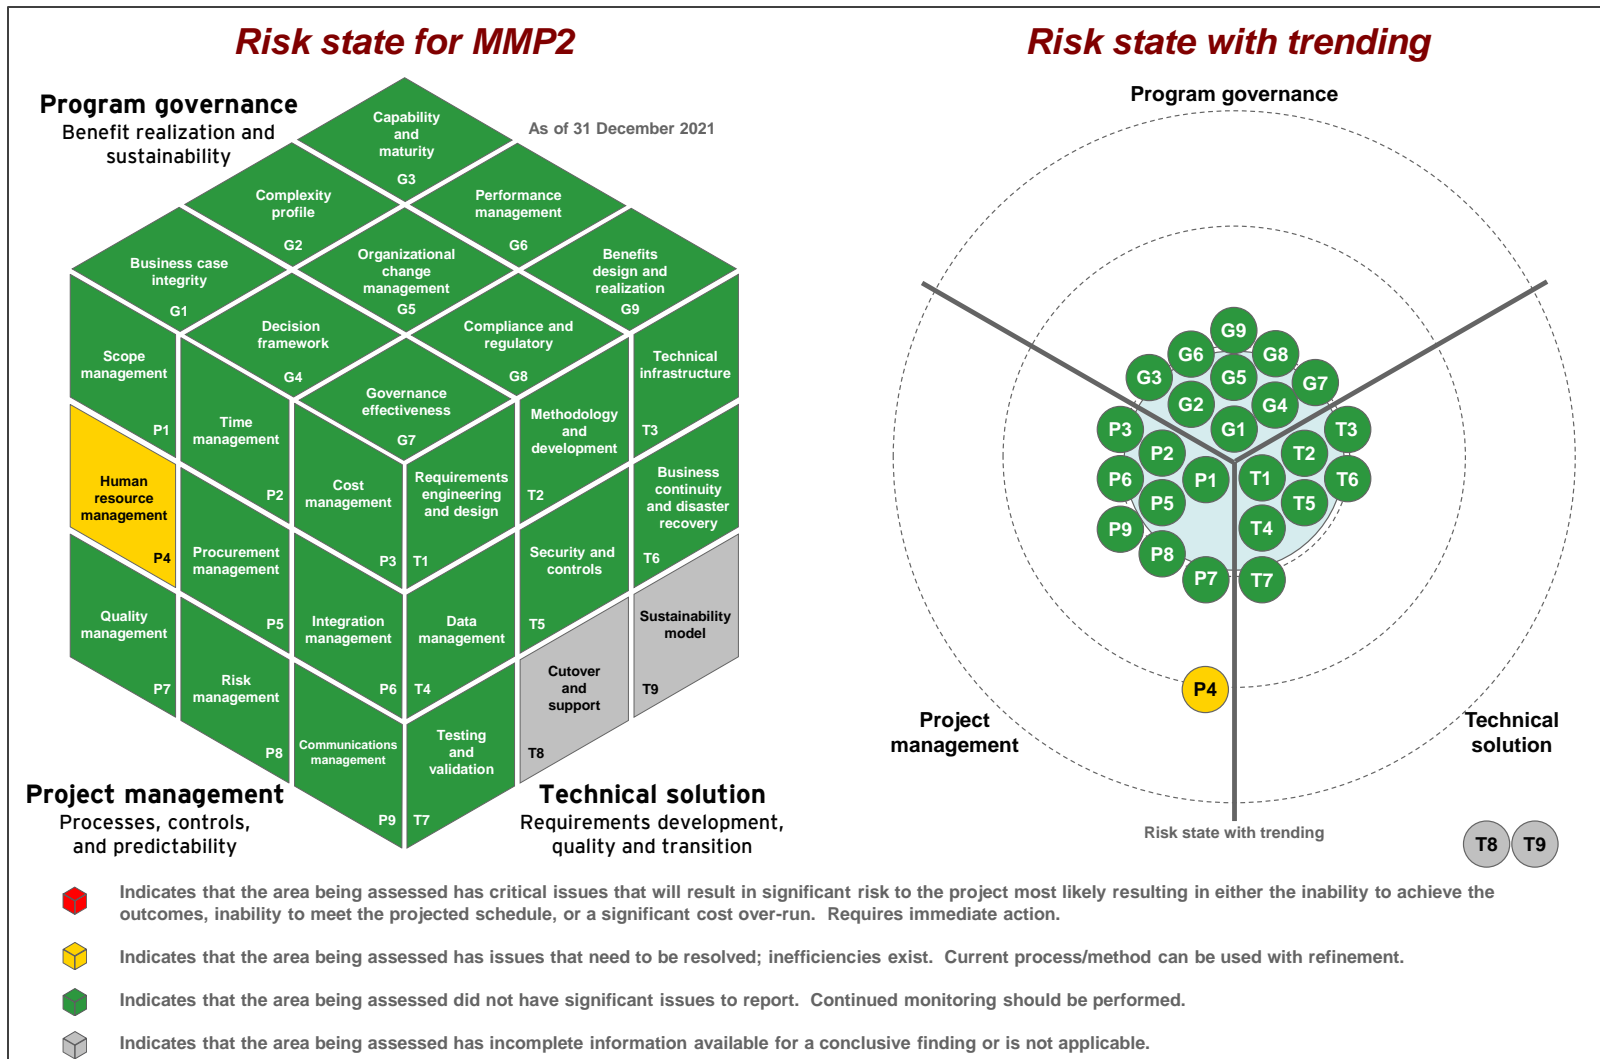 Risk state for MMP2
Risk state with trending
Program governance
Benefit realization and
sustainability
As of 31 December 2021
Capability
and
maturity
G3
Complexity
profile
G2
Performance
management
G6
Business case
integrity
G1
Organizational
change
management
G5
Benefits
design and
realization
G9
Decision
framework
G4
Compliance and
regulatory
G8
Governance
effectiveness
G7
Scope
management
P1
Time
management
P2
Cost
management
P3
Human
resource
management
P4
Procurement
management
P5
Integration
management
P6
Quality
management
P7
Risk
management
P8
Communications
management
P9
Requirements
engineering
and design
T1
Methodology
and
development
T2
Technical
infrastructure
T3
Data
management
T4
Security and
controls
T5
Business
continuity
and disaster
recovery
T6
Testing
and
validation
T7
Cutover
and
support
T8
Sustainability
model
T9
Project management
Processes, controls,
and predictability
Technical solution
Requirements development,
quality and transition
Program governance
G9
G6
G8
G3
G5
G7
G2
G4
G1
P3
P2
P6
P1
P5
P9
P8
P7
P4
T3
T2
T1
T6
T5
T4
T7
Project
management
Technical
solution
Risk state with trending
T8
T9
Indicates that the area being assessed has critical issues that will result in significant risk to the project most likely resulting in either the inability to achieve the
outcomes, inability to meet the projected schedule, or a significant cost over-run. Requires immediate action.
Indicates that the area being assessed has issues that need to be resolved; inefficiencies exist. Current process/method can be used with refinement.
Indicates that the area being assessed did not have significant issues to report. Continued monitoring should be performed.
Indicates that the area being assessed has incomplete information available for a conclusive finding or is not applicable.